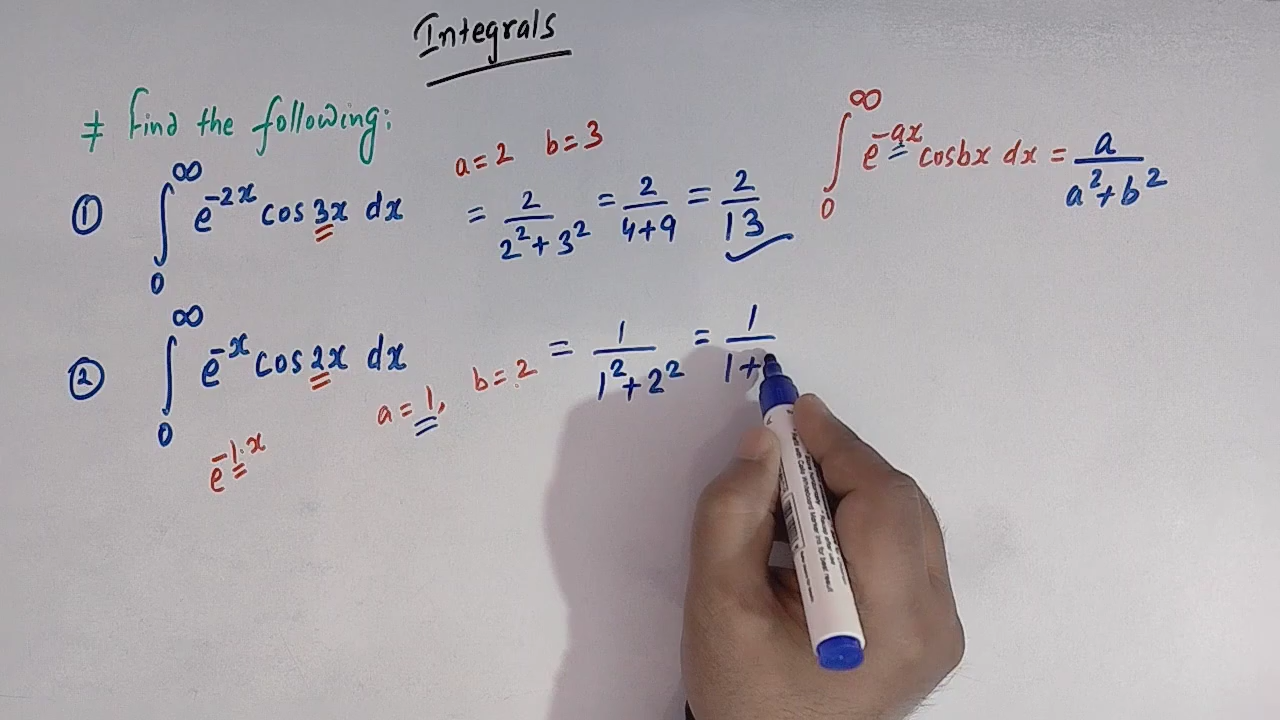 Integrals
# Find the following:
∫₀^∞ e^{-ax} cosbx dx = a/(a²+b²)
a=2 b=3
① ∫₀^∞ e^{-2x} cos 3x dx = 2/(2²+3²) = 2/(4+9) = 2/13
② ∫₀^∞ e^{-x} cos 2x dx = 1/(1²+2²) = 1/(1+
a=1, b=2
e^{-1·x}